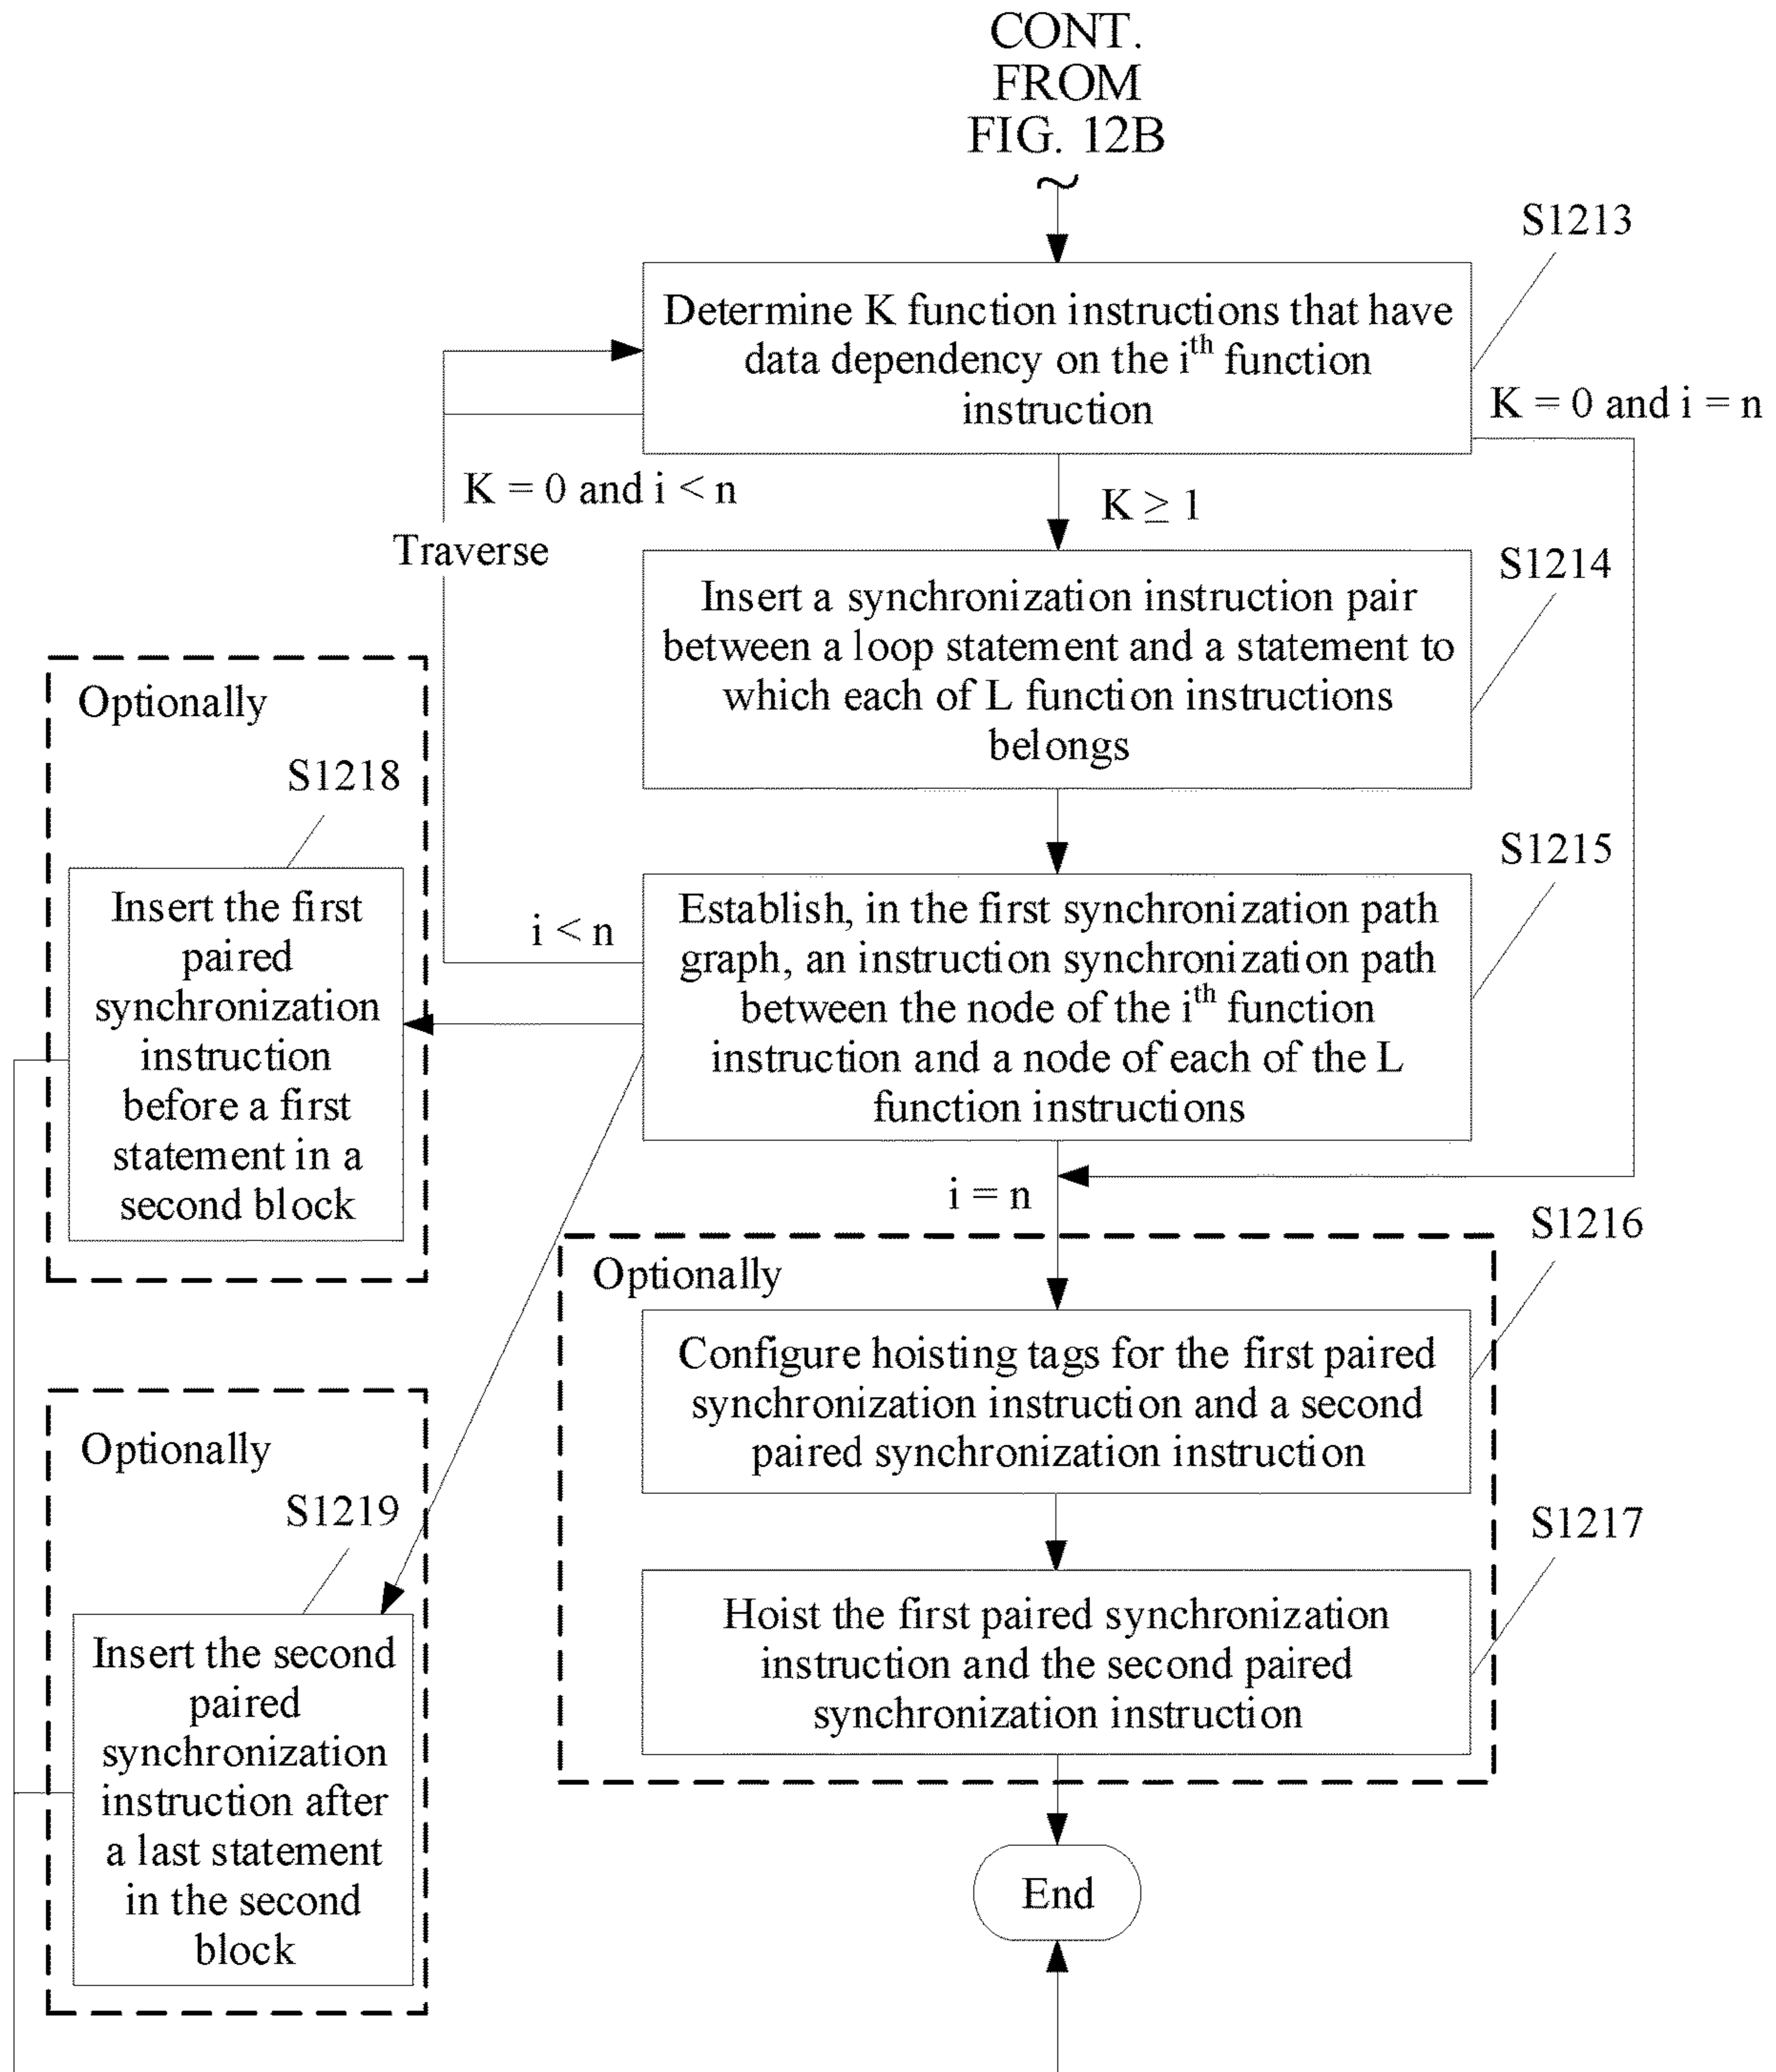 CONT.
FROM
FIG. 12B
S1213
Determine K function instructions that have
data dependency on the ith function
instruction
K = 0 and i = n
K = 0 and i < n
K ≥ 1
Traverse
S1214
Insert a synchronization instruction pair
between a loop statement and a statement to
which each of L function instructions
belongs
Optionally
S1218
Insert the first
paired
synchronization
instruction
before a first
statement in a
second block
S1215
i < n
Establish, in the first synchronization path
graph, an instruction synchronization path
between the node of the ith function
instruction and a node of each of the L
function instructions
i = n
S1216
Optionally
Configure hoisting tags for the first paired
synchronization instruction and a second
paired synchronization instruction
S1217
Hoist the first paired synchronization
instruction and the second paired
synchronization instruction
Optionally
S1219
Insert the second
paired
synchronization
instruction after
a last statement
in the second
block
End